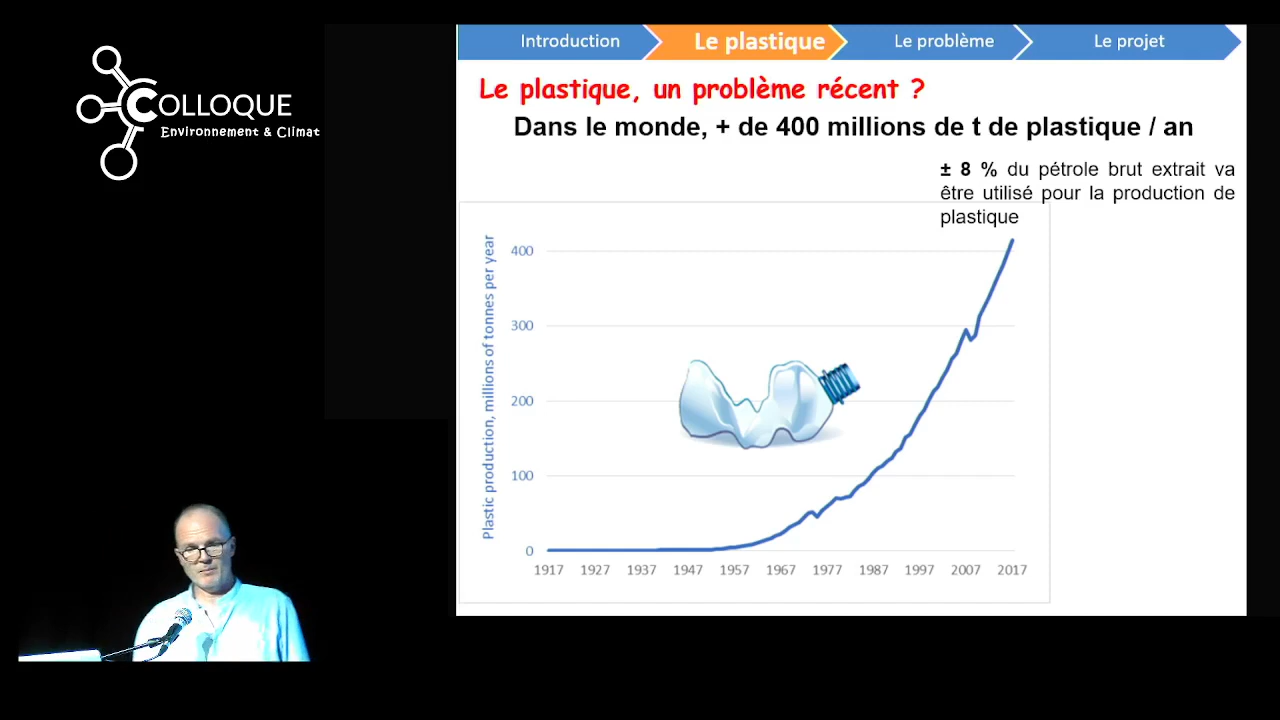 COLLOQUE
Environnement & Climat
Introduction
Le plastique
Le problème
Le projet
Le plastique, un problème récent ?
Dans le monde, + de 400 millions de t de plastique / an
± 8 % du pétrole brut extrait va
être utilisé pour la production de
plastique
Plastic production, millions of tonnes per year
400
300
200
100
0
1917 1927 1937 1947 1957 1967 1977 1987 1997 2007 2017